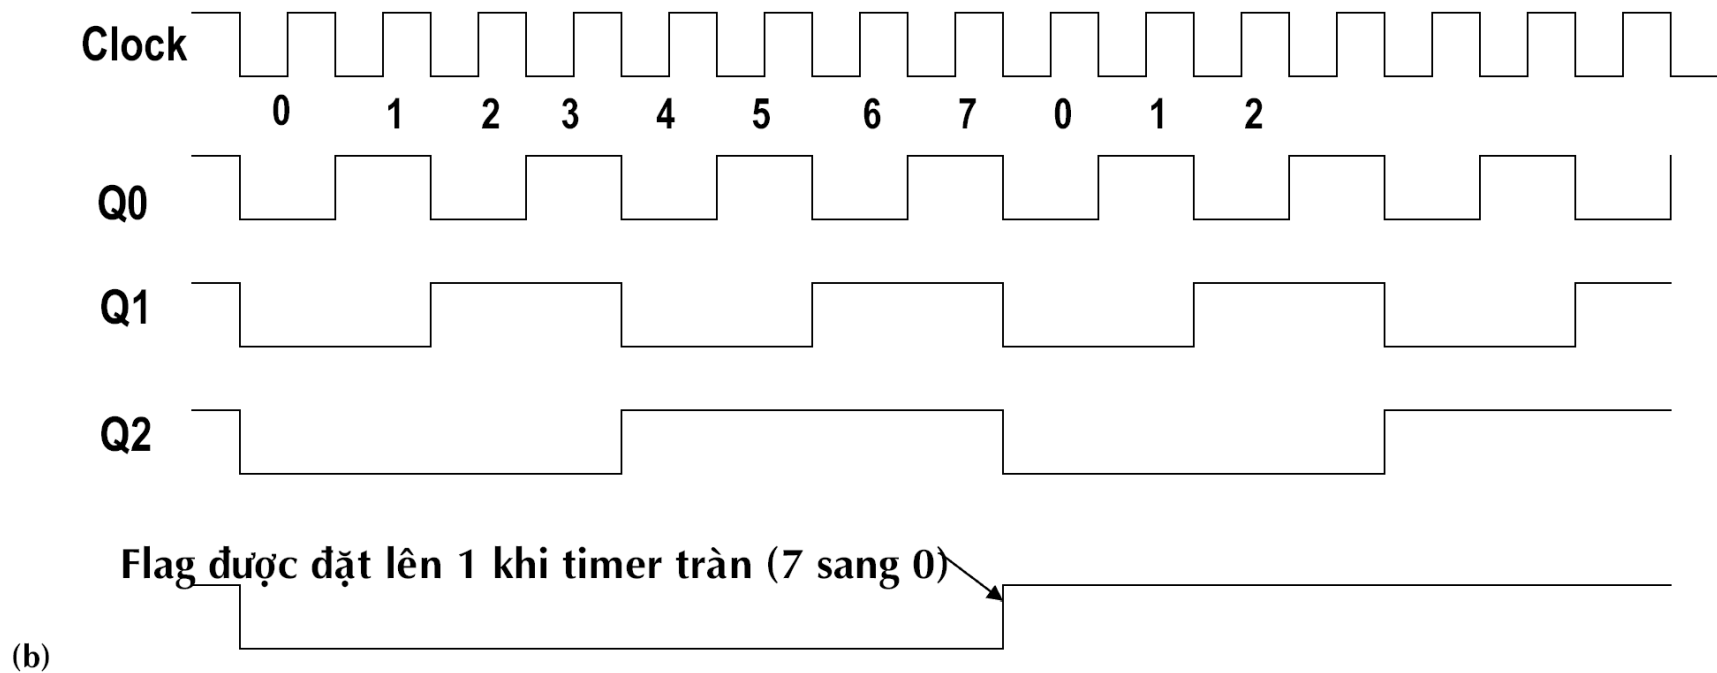 Clock
0 1 2 3 4 5 6 7 0 1 2
Q0
Q1
Q2
Flag được đặt lên 1 khi timer tràn (7 sang 0)
(b)